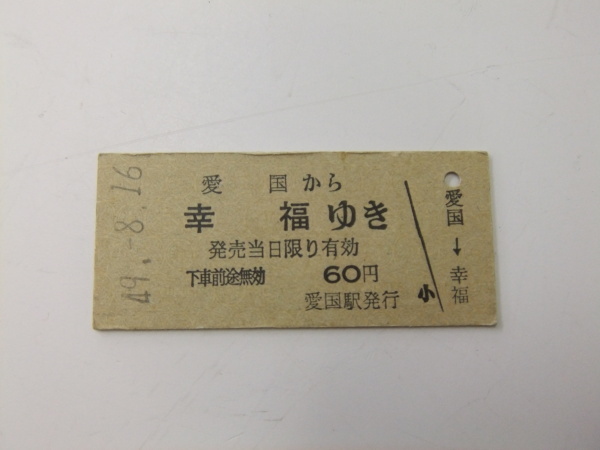 49.-8.16
愛国から
幸福ゆき
発売当日限り有効
下車前途無効 60円
愛国駅発行
小
愛国→幸福